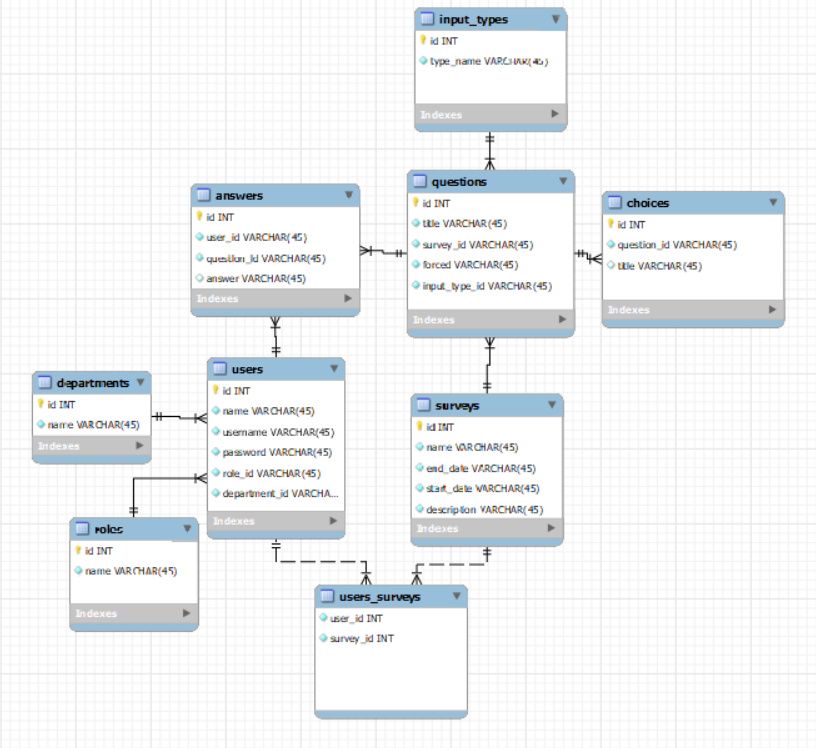 input_types
id INT
type_name VARCHAR(45)
Indexes
answers
id INT
user_id VARCHAR(45)
question_id VARCHAR(45)
answer VARCHAR(45)
Indexes
questions
id INT
title VARCHAR(45)
survey_id VARCHAR(45)
forced VARCHAR(45)
input_type_id VARCHAR(45)
Indexes
choices
id INT
question_id VARCHAR(45)
title VARCHAR(45)
Indexes
departments
id INT
name VARCHAR(45)
Indexes
users
id INT
name VARCHAR(45)
username VARCHAR(45)
password VARCHAR(45)
role_id VARCHAR(45)
department_id VARCHA...
Indexes
surveys
id INT
name VARCHAR(45)
end_date VARCHAR(45)
start_date VARCHAR(45)
description VARCHAR(45)
Indexes
roles
id INT
name VARCHAR(45)
Indexes
users_surveys
user_id INT
survey_id INT